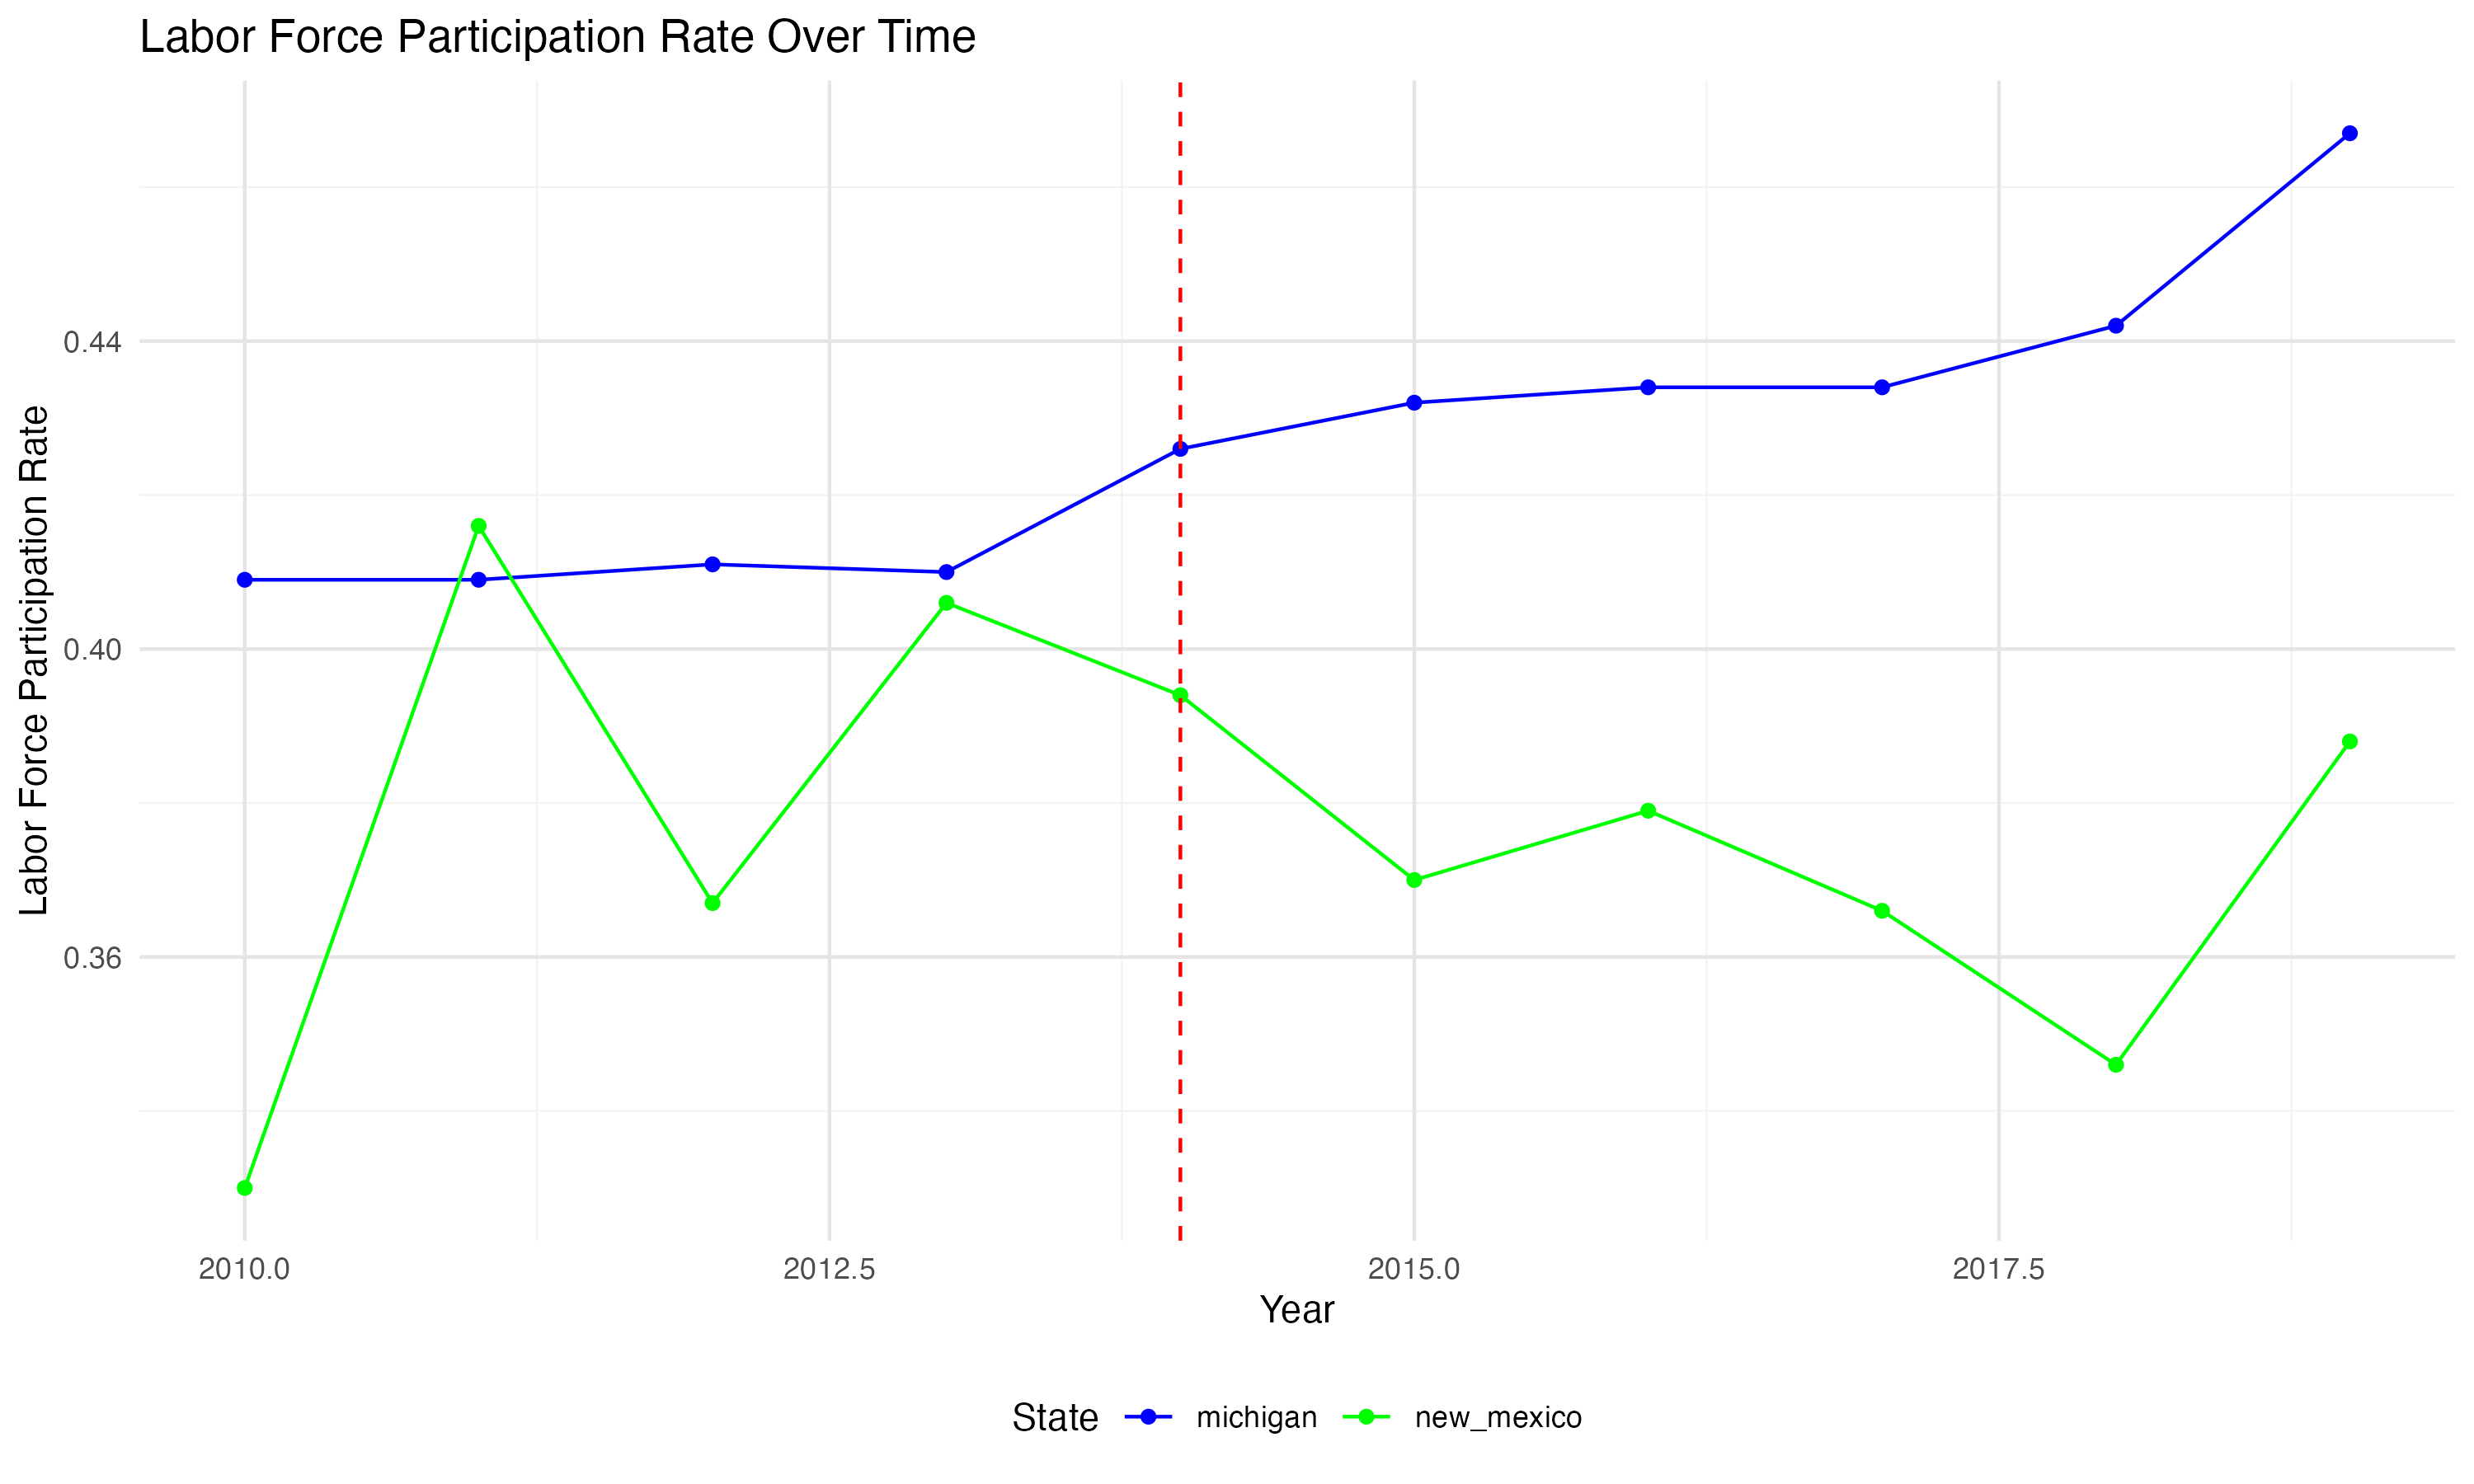 Labor Force Participation Rate Over Time
Labor Force Participation Rate
0.44
0.40
0.36
2010.0 2012.5 2015.0 2017.5
Year
State michigan new_mexico